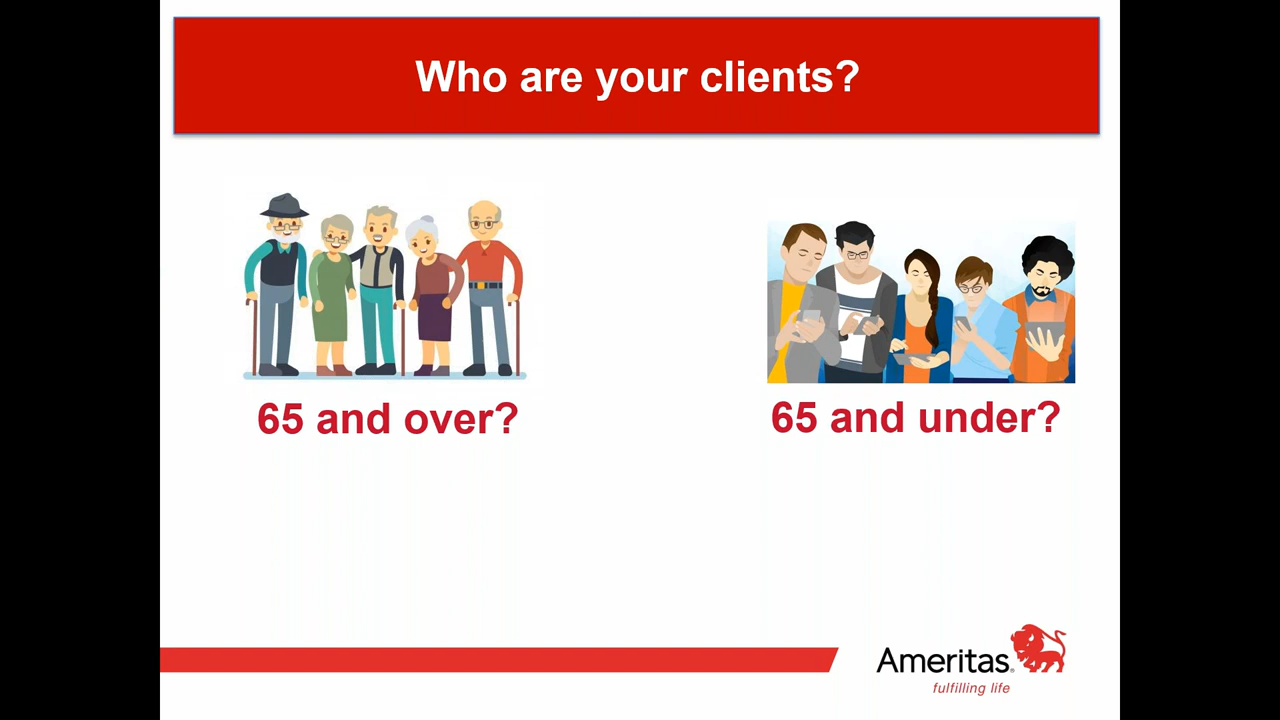 Who are your clients?
65 and over?
65 and under?
Ameritas®
fulfilling life